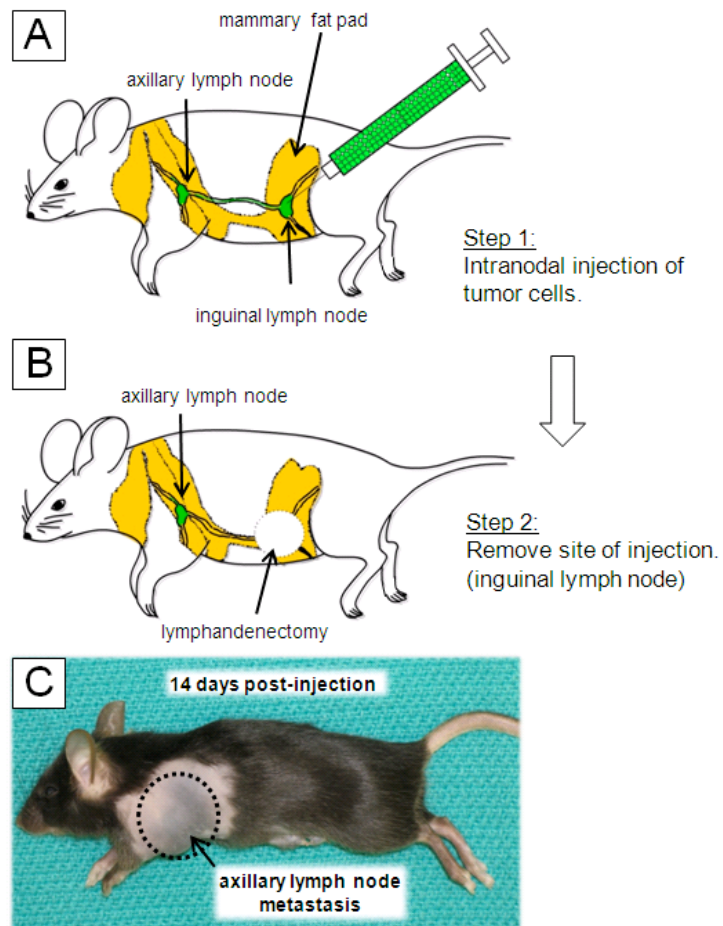 A
mammary fat pad
axillary lymph node
inguinal lymph node
Step 1:
Intranodal injection of
tumor cells.
B
axillary lymph node
lymphandenectomy
Step 2:
Remove site of injection.
(inguinal lymph node)
C
14 days post-injection
axillary lymph node
metastasis